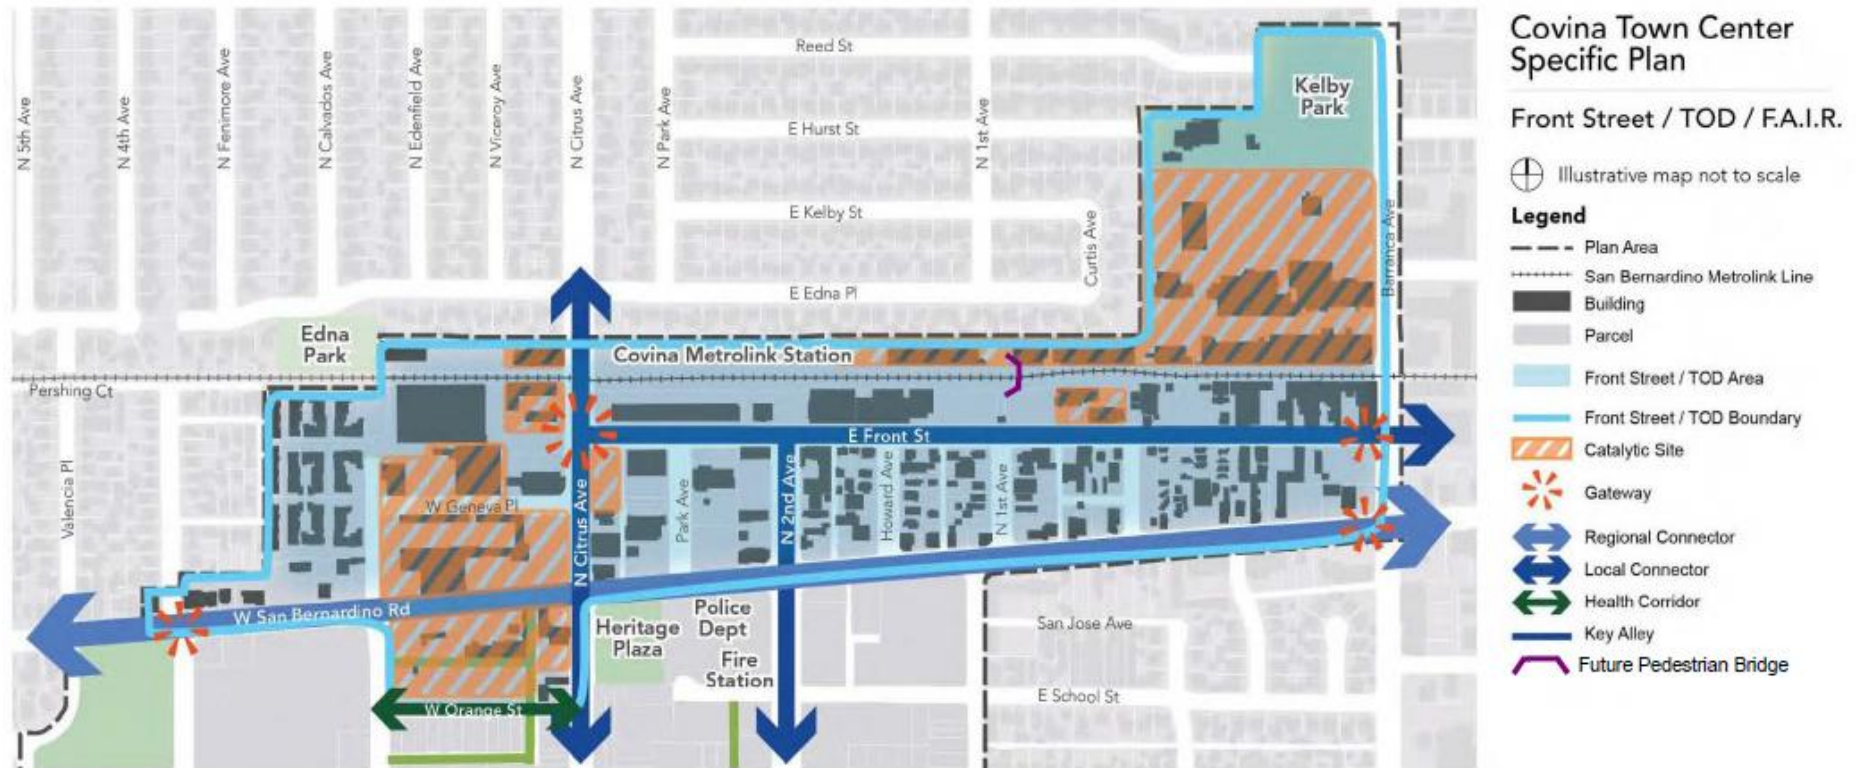 Covina Town Center
Specific Plan
Front Street / TOD / F.A.I.R.
Illustrative map not to scale
Legend
Plan Area
San Bernardino Metrolink Line
Building
Parcel
Front Street / TOD Area
Front Street / TOD Boundary
Catalytic Site
Gateway
Regional Connector
Local Connector
Health Corridor
Key Alley
Future Pedestrian Bridge
N 5th Ave
N 4th Ave
N Fenimore Ave
N Calvados Ave
N Edenfield Ave
N Viceroy Ave
N Citrus Ave
N Park Ave
N 1st Ave
Reed St
E Hurst St
E Kelby St
E Edna Pl
Curtis Ave
Kelby
Park
Barranca Ave
Edna
Park
Covina Metrolink Station
Pershing Ct
Valencia Pl
E Front St
W Geneva Pl
N Citrus Ave
Park Ave
N 2nd Ave
Howard Ave
N 1st Ave
W San Bernardino Rd
Heritage
Plaza
Police
Dept
Fire
Station
San Jose Ave
E School St
W Orange St